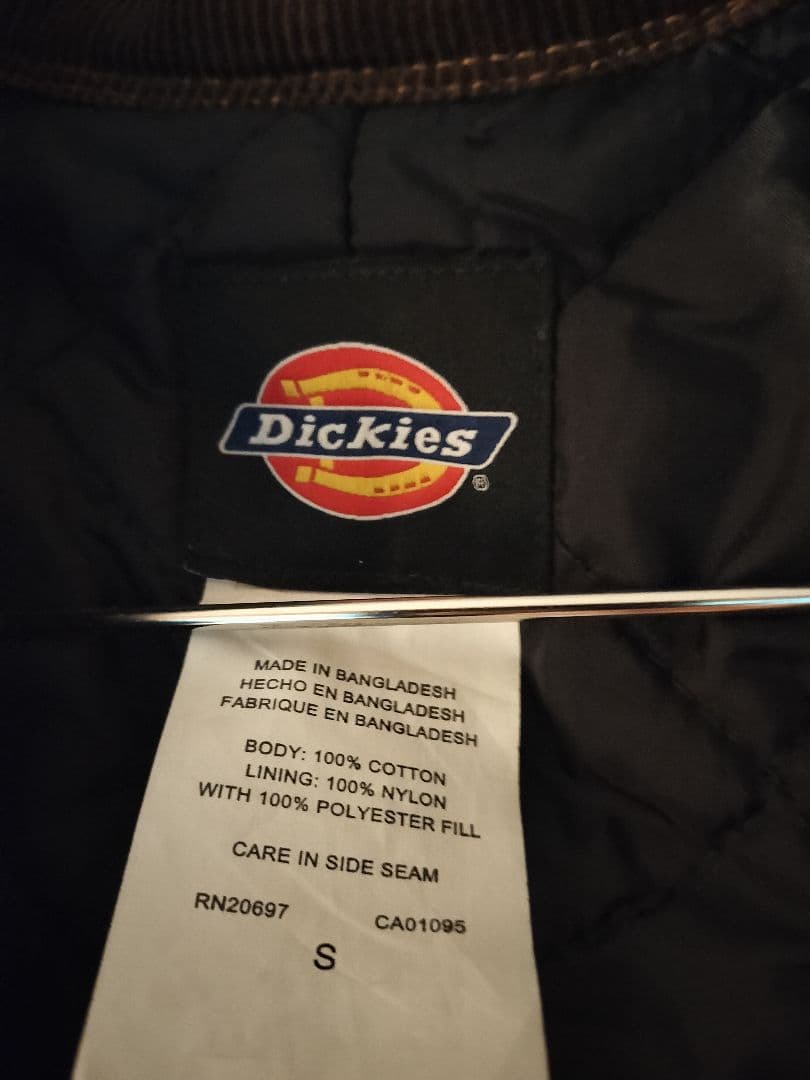 Dickies
®
MADE IN BANGLADESH
HECHO EN BANGLADESH
FABRIQUE EN BANGLADESH
BODY: 100% COTTON
LINING: 100% NYLON
WITH 100% POLYESTER FILL
CARE IN SIDE SEAM
RN20697 CA01095
S